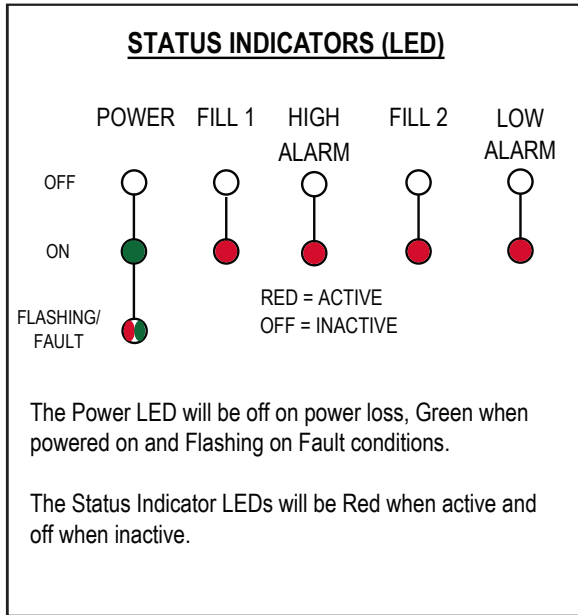 STATUS INDICATORS (LED)
POWER FILL 1 HIGH ALARM FILL 2 LOW ALARM
OFF
ON
FLASHING/
FAULT
RED = ACTIVE
OFF = INACTIVE
The Power LED will be off on power loss, Green when
powered on and Flashing on Fault conditions.
The Status Indicator LEDs will be Red when active and
off when inactive.